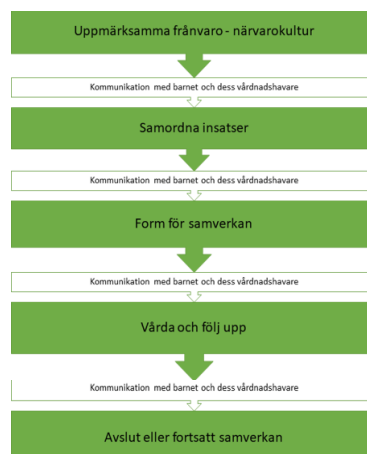 Uppmärksamma frånvaro - närvarokultur
Kommunikation med barnet och dess vårdnadshavare
Samordna insatser
Kommunikation med barnet och dess vårdnadshavare
Form för samverkan
Kommunikation med barnet och dess vårdnadshavare
Vårda och följ upp
Kommunikation med barnet och dess vårdnadshavare
Avslut eller fortsatt samverkan